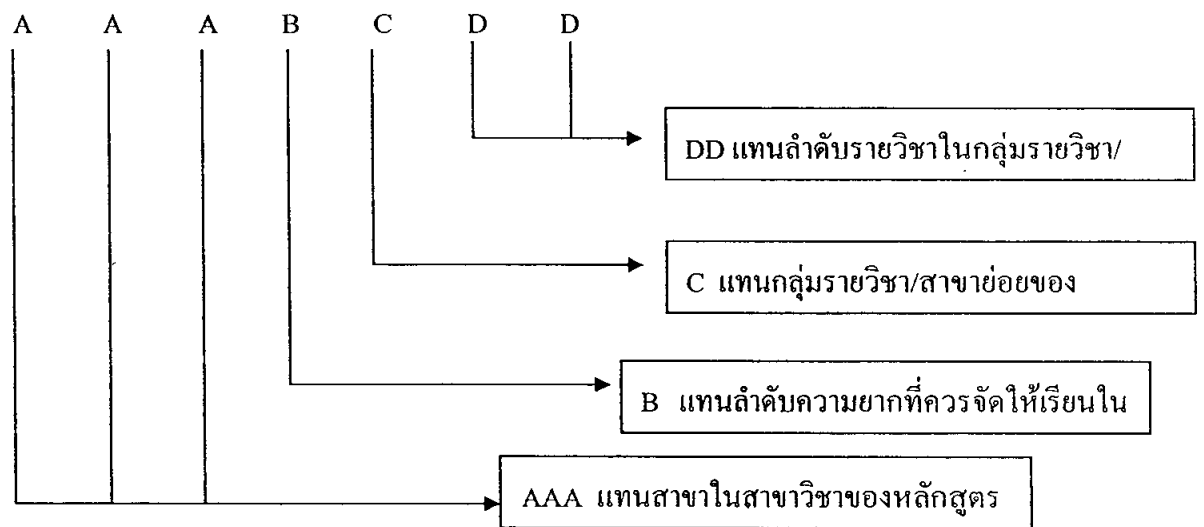 A A A B C D D
DD แทนลำดับรายวิชาในกลุ่มรายวิชา/
C แทนกลุ่มรายวิชา/สาขาย่อยของ
B แทนลำดับความยากที่ควรจัดให้เรียนใน
AAA แทนสาขาในสาขาวิชาของหลักสูตร